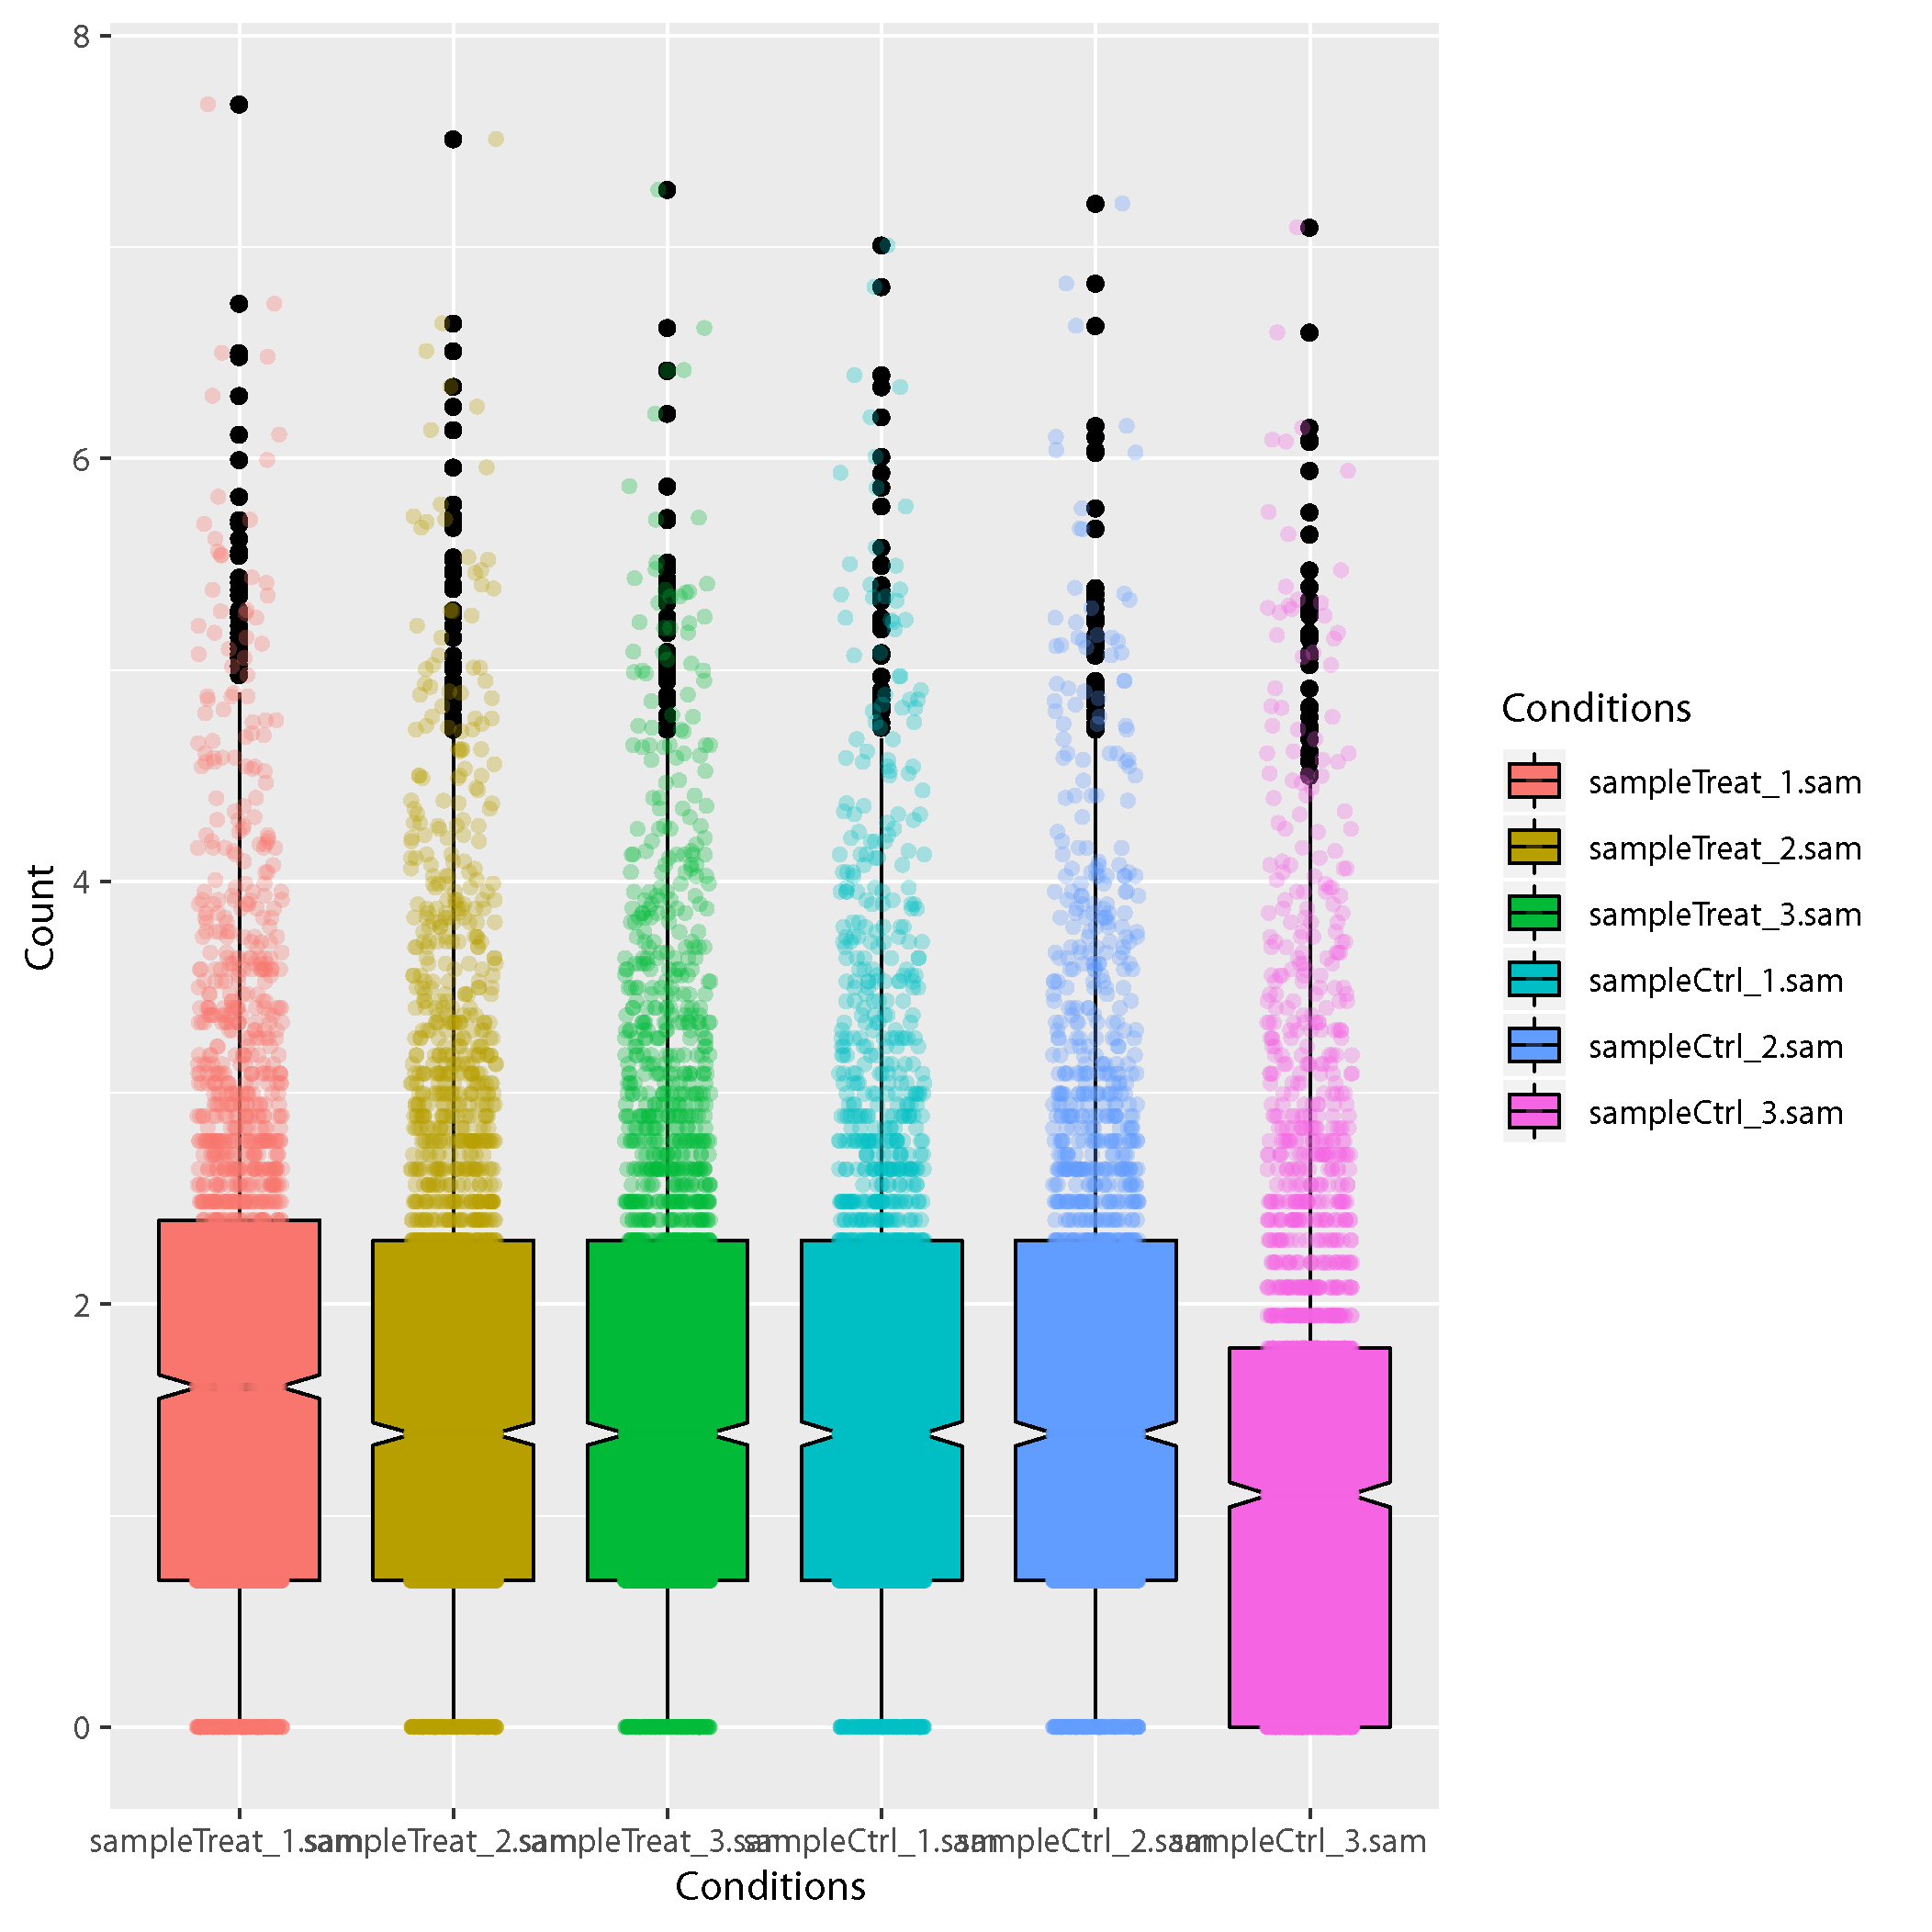 8
6
4
2
0
Count
sampleTreat_1.sam
sampleTreat_2.sam
sampleTreat_3.sam
sampleCtrl_1.sam
sampleCtrl_2.sam
sampleCtrl_3.sam
Conditions
Conditions
sampleTreat_1.sam
sampleTreat_2.sam
sampleTreat_3.sam
sampleCtrl_1.sam
sampleCtrl_2.sam
sampleCtrl_3.sam